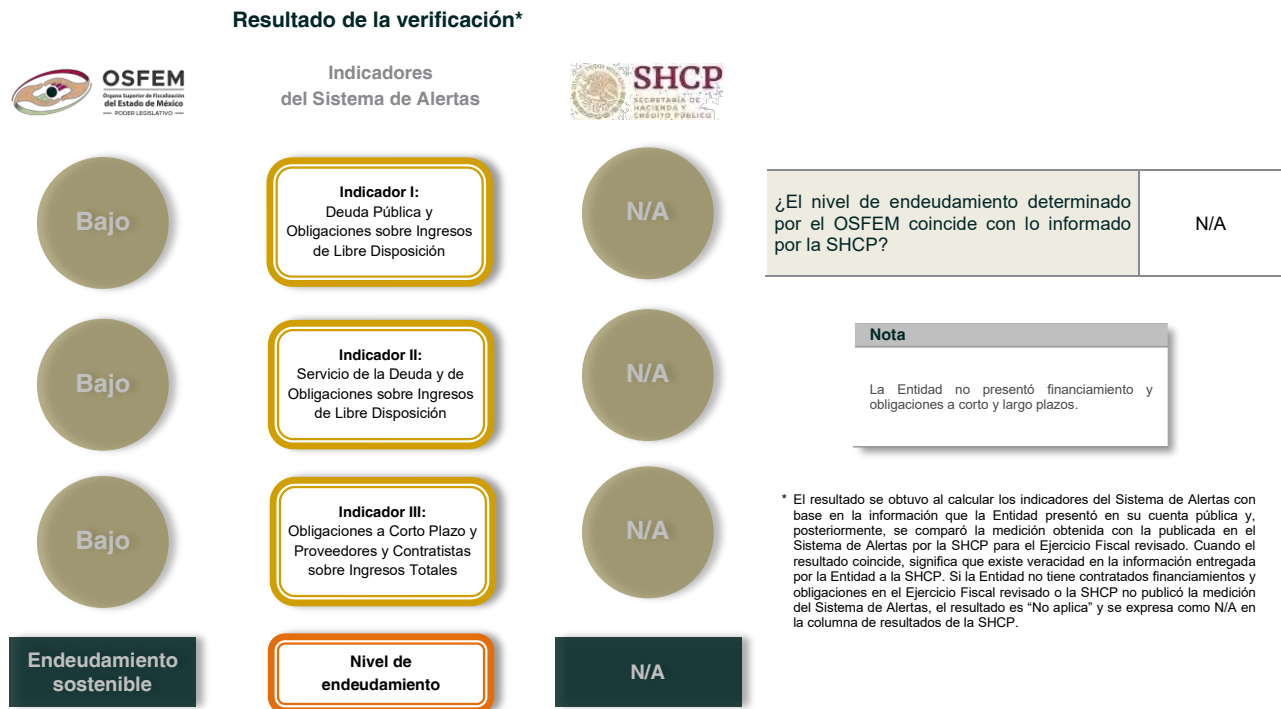 Resultado de la verificación*
OSFEM
Órgano Superior de Fiscalización
del Estado de México
PODER LEGISLATIVO
Indicadores
del Sistema de Alertas
SHCP
SECRETARÍA DE
HACIENDA Y
CRÉDITO PÚBLICO
Bajo
Indicador I:
Deuda Pública y
Obligaciones sobre Ingresos
de Libre Disposición
N/A
¿El nivel de endeudamiento determinado
por el OSFEM coincide con lo informado
por la SHCP?
N/A
Bajo
Indicador II:
Servicio de la Deuda y de
Obligaciones sobre Ingresos
de Libre Disposición
N/A
Nota
La Entidad no presentó financiamiento y
obligaciones a corto y largo plazos.
Bajo
Indicador III:
Obligaciones a Corto Plazo y
Proveedores y Contratistas
sobre Ingresos Totales
N/A
* El resultado se obtuvo al calcular los indicadores del Sistema de Alertas con
base en la información que la Entidad presentó en su cuenta pública y,
posteriormente, se comparó la medición obtenida con la publicada en el
Sistema de Alertas por la SHCP para el Ejercicio Fiscal revisado. Cuando el
resultado coincide, significa que existe veracidad en la información entregada
por la Entidad a la SHCP. Si la Entidad no tiene contratados financiamientos y
obligaciones en el Ejercicio Fiscal revisado o la SHCP no publicó la medición
del Sistema de Alertas, el resultado es “No aplica” y se expresa como N/A en
la columna de resultados de la SHCP.
Endeudamiento
sostenible
Nivel de
endeudamiento
N/A